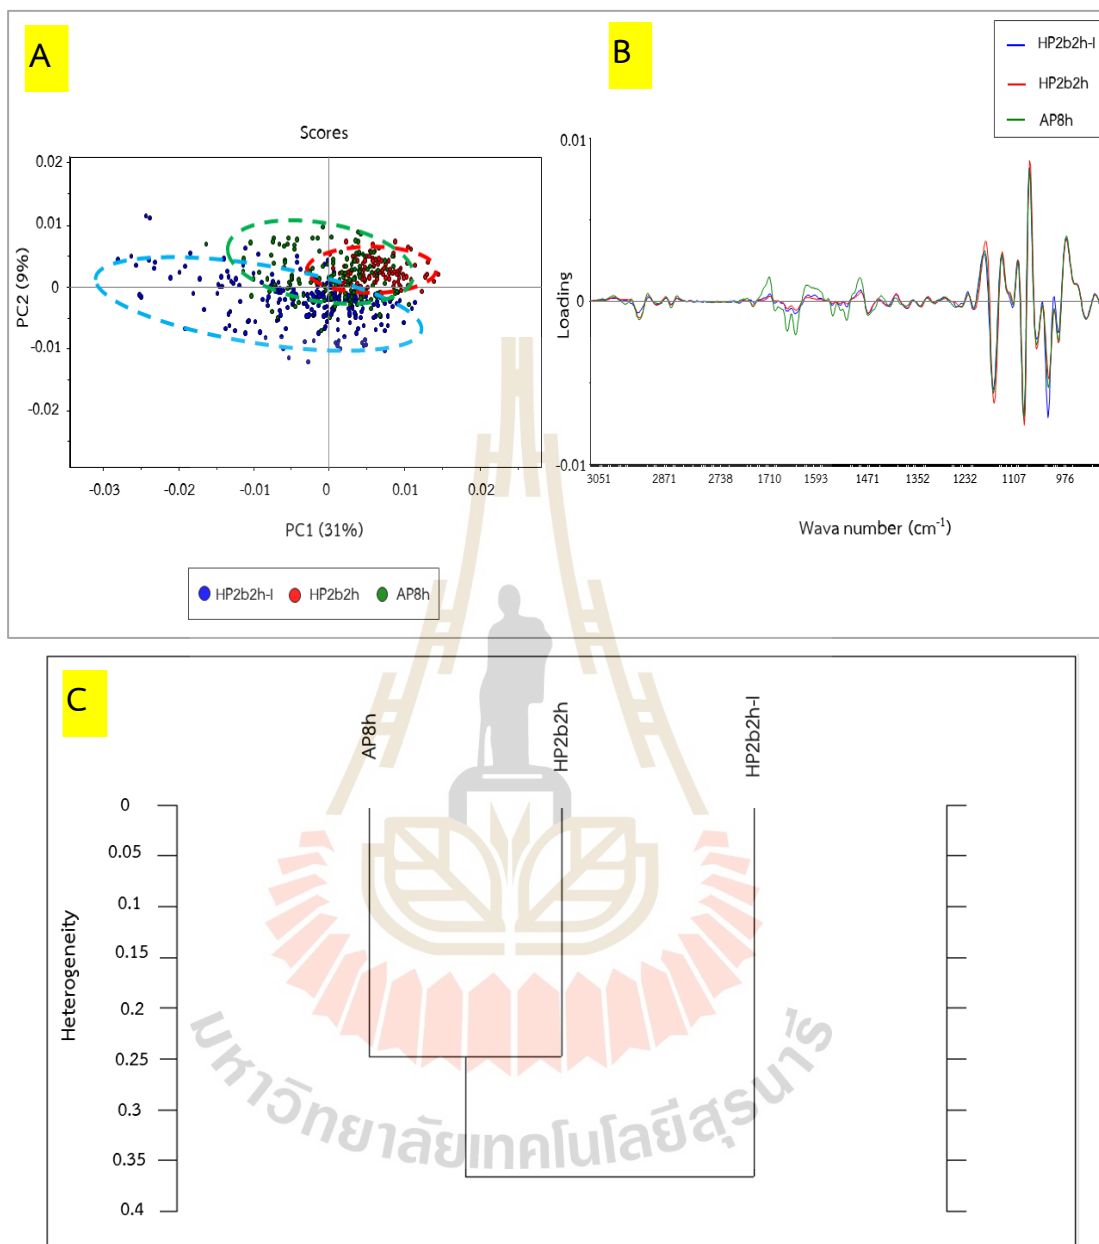 A
B
HP2b2h-I
HP2b2h
AP8h
Scores
0.02
0.01
0
-0.01
-0.02
PC2 (9%)
-0.03 -0.02 -0.01 0 0.01 0.02
PC1 (31%)
HP2b2h-I HP2b2h AP8h
0.01
0
-0.01
Loading
3051 2871 2738 1710 1593 1471 1352 1232 1107 976
Wava number (cm-1)
C
AP8h
HP2b2h
HP2b2h-I
0
0.05
0.1
0.15
0.2
0.25
0.3
0.35
0.4
Heterogeneity
มหาวิทยาลัยเทคโนโลยีสุรนารี